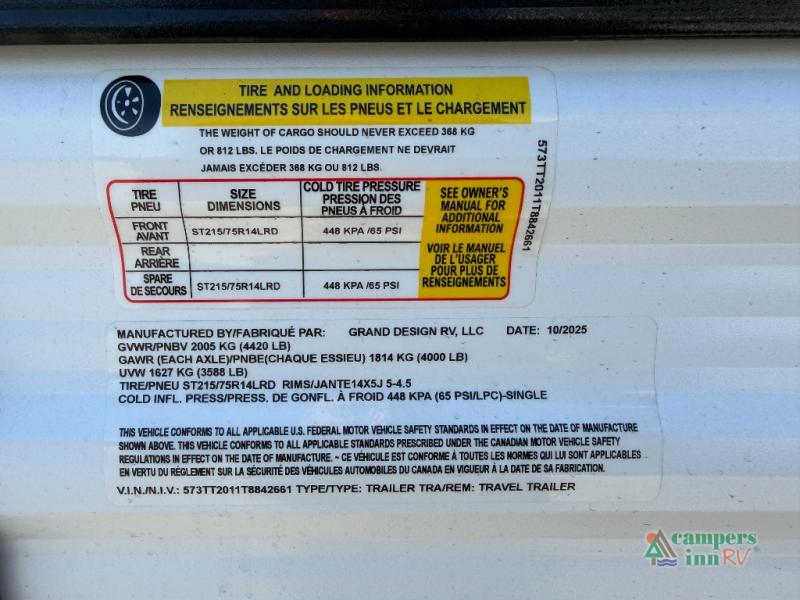 TIRE AND LOADING INFORMATION
RENSEIGNEMENTS SUR LES PNEUS ET LE CHARGEMENT
THE WEIGHT OF CARGO SHOULD NEVER EXCEED 368 KG
OR 812 LBS. LE POIDS DE CHARGEMENT NE DEVRAIT
JAMAIS EXCÉDER 368 KG OU 812 LBS.
TIRE
PNEU
SIZE
DIMENSIONS
COLD TIRE PRESSURE
PRESSION DES
PNEUS À FROID
SEE OWNER'S
MANUAL FOR
ADDITIONAL
INFORMATION
VOIR LE MANUEL
DE L'USAGER
POUR PLUS DE
RENSEIGNEMENTS
FRONT
AVANT
ST215/75R14LRD
448 KPA /65 PSI
REAR
ARRIÈRE
SPARE
DE SECOURS
ST215/75R14LRD
448 KPA /65 PSI
573TT2011T8842661
MANUFACTURED BY/FABRIQUÉ PAR: GRAND DESIGN RV, LLC DATE: 10/2025
GVWR/PNBV 2005 KG (4420 LB)
GAWR (EACH AXLE)/PNBE(CHAQUE ESSIEU) 1814 KG (4000 LB)
UVW 1627 KG (3588 LB)
TIRE/PNEU ST215/75R14LRD RIMS/JANTE14X5J 5-4.5
COLD INFL. PRESS/PRESS. DE GONFL. À FROID 448 KPA (65 PSI/LPC)-SINGLE
THIS VEHICLE CONFORMS TO ALL APPLICABLE U.S. FEDERAL MOTOR VEHICLE SAFETY STANDARDS IN EFFECT ON THE DATE OF MANUFACTURE
SHOWN ABOVE. THIS VEHICLE CONFORMS TO ALL APPLICABLE STANDARDS PRESCRIBED UNDER THE CANADIAN MOTOR VEHICLE SAFETY
REGULATIONS IN EFFECT ON THE DATE OF MANUFACTURE. ~ CE VÉHICULE EST CONFORME À TOUTES LES NORMES QUI LUI SONT APPLICABLES
EN VERTU DU RÉGLEMENT SUR LA SÉCURITÉ DES VÉHICULES AUTOMOBILES DU CANADA EN VIGUEUR À LA DATE DE SA FABRICATION.
V.I.N./N.I.V.: 573TT2011T8842661 TYPE/TYPE: TRAILER TRA/REM: TRAVEL TRAILER
campers
inn RV